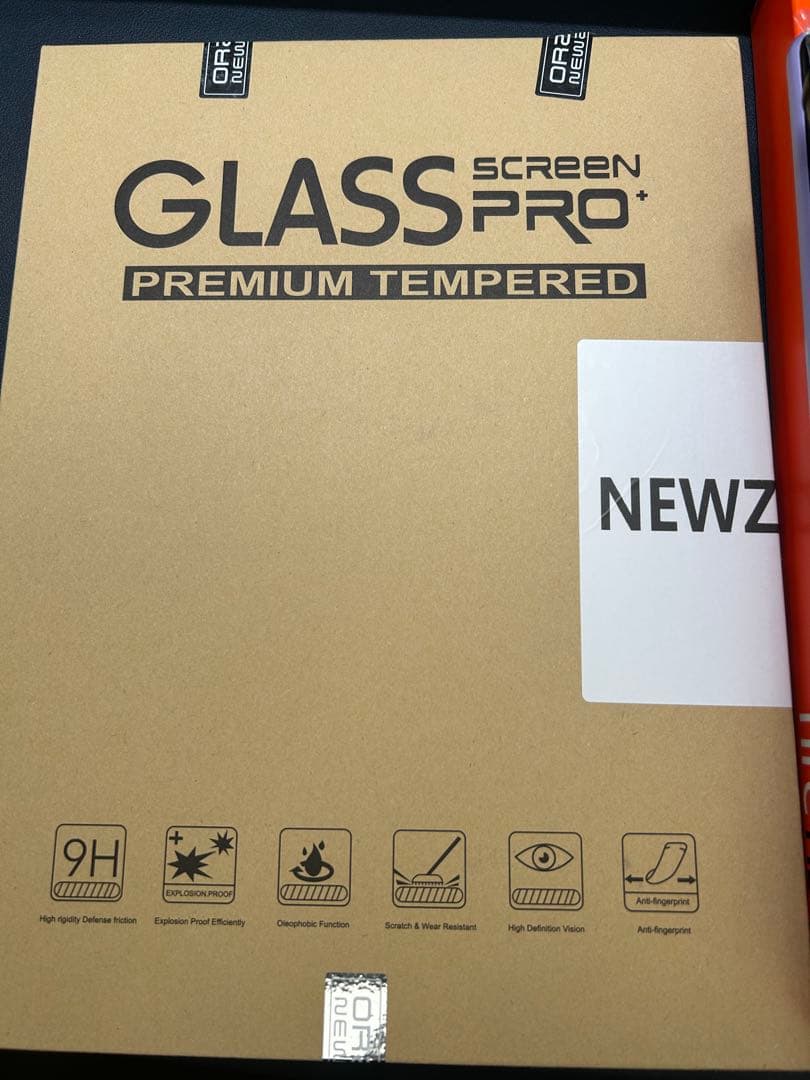 GLASS SCREEN PRO+
PREMIUM TEMPERED
NEWZ
9H
EXPLOSION.PROOF
Anti-fingerprint
High rigidity Defense friction
Explosion Proof Efficiently
Oleophobic Function
Scratch & Wear Resistant
High Definition Vision
Anti-fingerprint